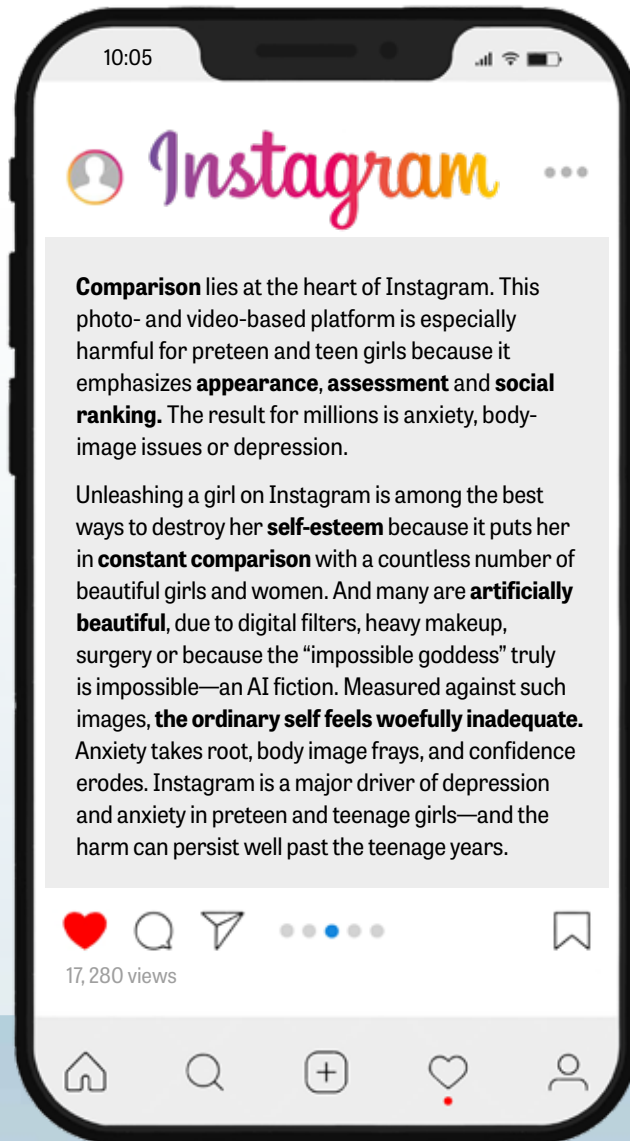 10:05
Instagram
Comparison lies at the heart of Instagram. This
photo- and video-based platform is especially
harmful for preteen and teen girls because it
emphasizes appearance, assessment and social
ranking. The result for millions is anxiety, body-
image issues or depression.
Unleashing a girl on Instagram is among the best
ways to destroy her self-esteem because it puts her
in constant comparison with a countless number of
beautiful girls and women. And many are artificially
beautiful, due to digital filters, heavy makeup,
surgery or because the “impossible goddess” truly
is impossible—an AI fiction. Measured against such
images, the ordinary self feels woefully inadequate.
Anxiety takes root, body image frays, and confidence
erodes. Instagram is a major driver of depression
and anxiety in preteen and teenage girls—and the
harm can persist well past the teenage years.
17, 280 views